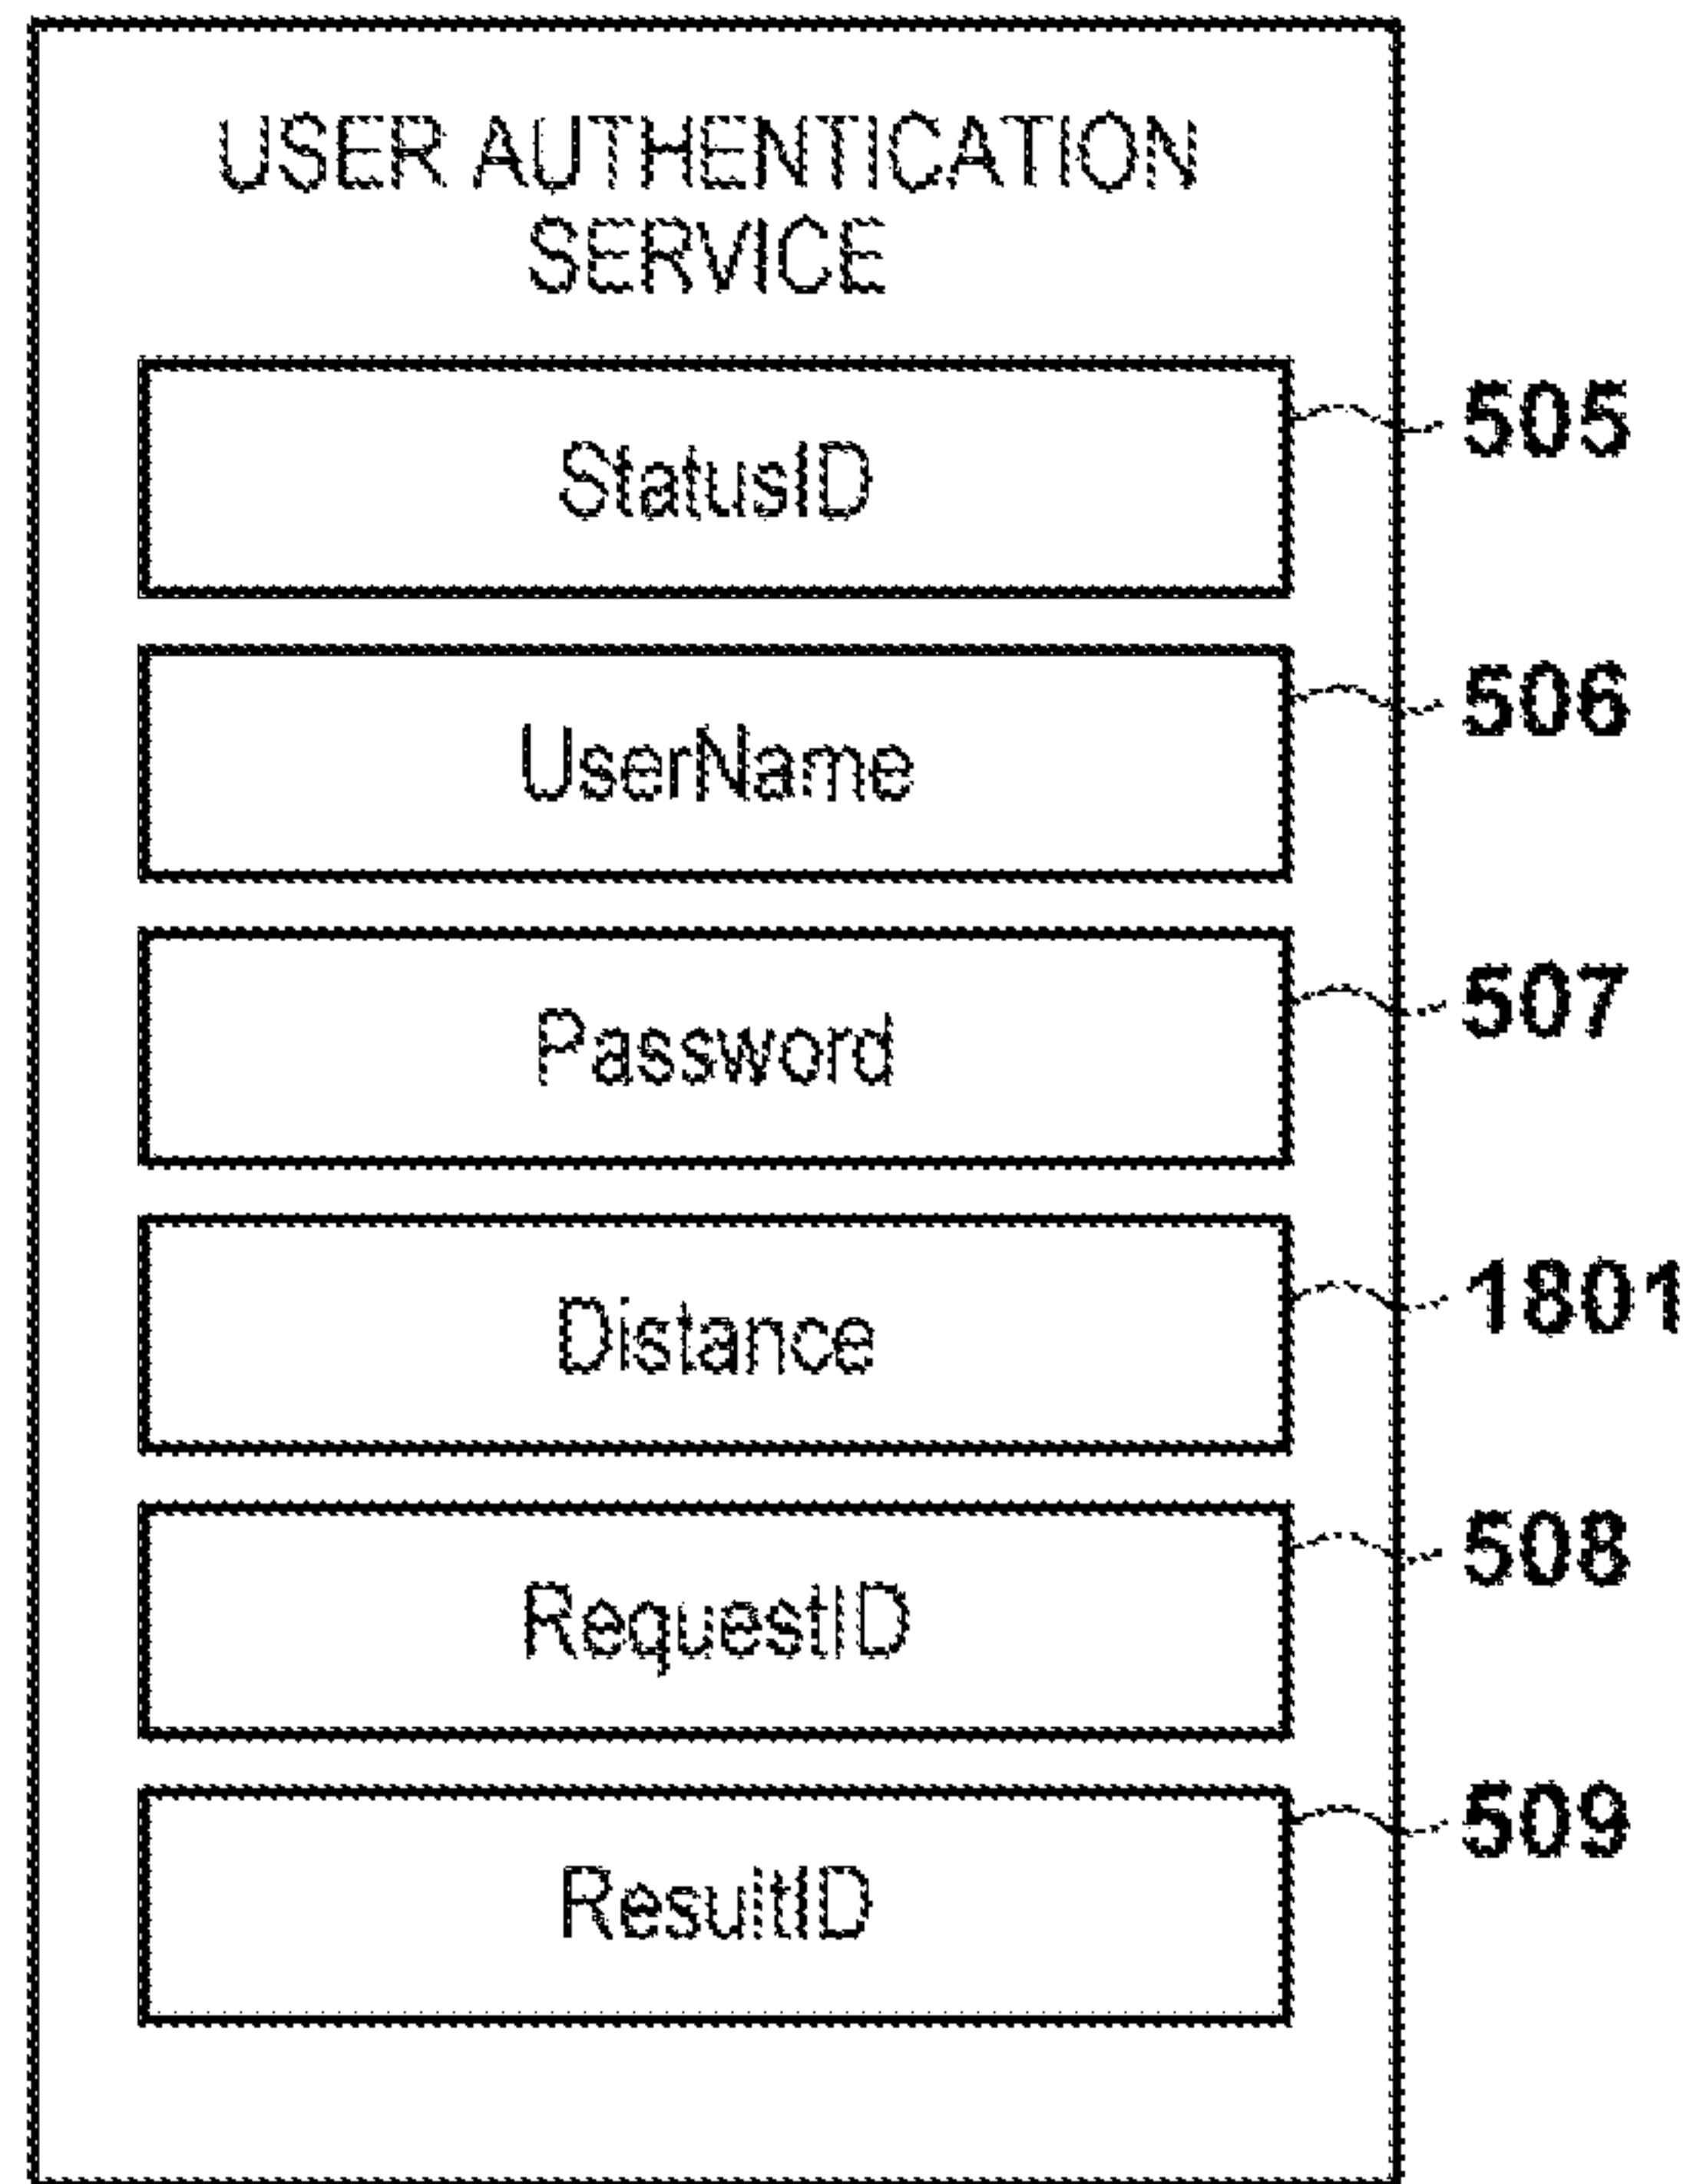 USER AUTHENTICATION
SERVICE
StatusID
505
UserName
506
Password
507
Distance
1801
RequestID
508
ResultID
509